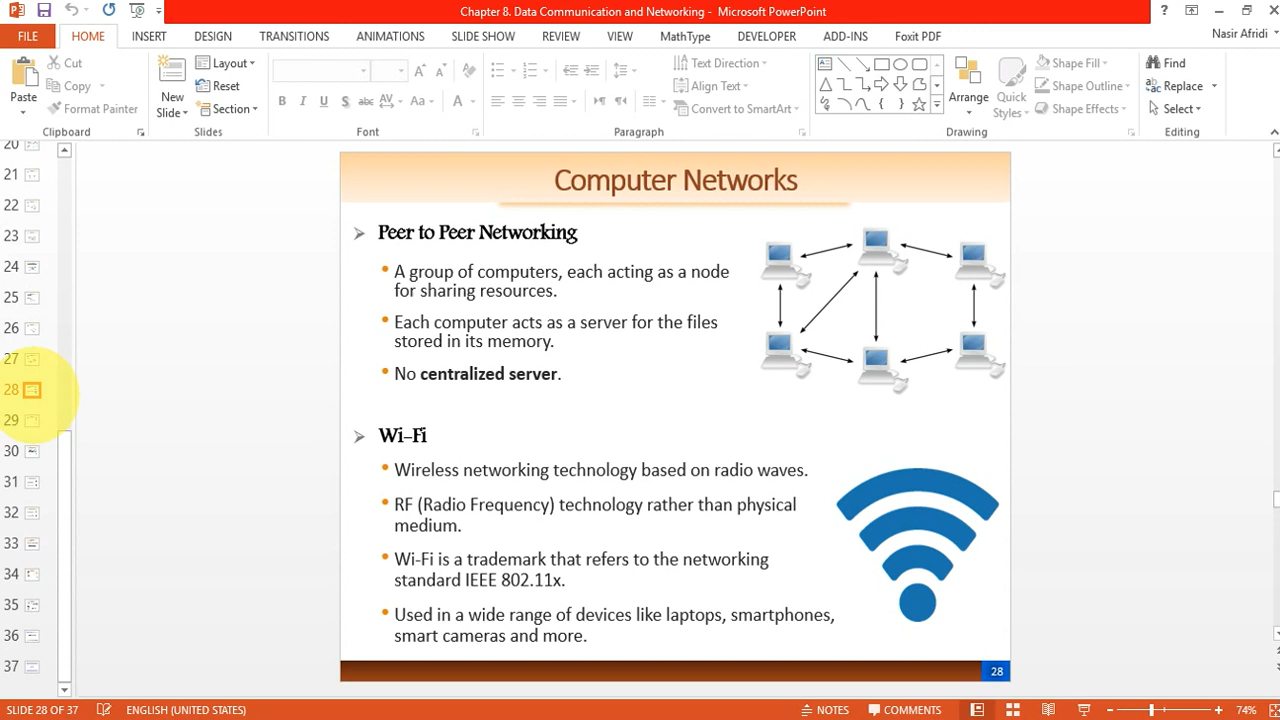 Chapter 8. Data Communication and Networking - Microsoft PowerPoint
FILE HOME INSERT DESIGN TRANSITIONS ANIMATIONS SLIDE SHOW REVIEW VIEW MathType DEVELOPER ADD-INS Foxit PDF Nasir Afridi
Paste Cut
Copy
Format Painter
Clipboard
New
Slide
Layout
Reset
Section
Slides
Font
Text Direction
Align Text
Convert to SmartArt
Paragraph
Arrange
Quick
Styles
Shape Fill
Shape Outline
Shape Effects
Drawing
Find
Replace
Select
Editing
20
21
22
23
24
25
26
27
28
29
30
31
32
33
34
35
36
37
Computer Networks
Peer to Peer Networking
• A group of computers, each acting as a node
for sharing resources.
• Each computer acts as a server for the files
stored in its memory.
• No centralized server.
Wi-Fi
• Wireless networking technology based on radio waves.
• RF (Radio Frequency) technology rather than physical
medium.
• Wi-Fi is a trademark that refers to the networking
standard IEEE 802.11x.
• Used in a wide range of devices like laptops, smartphones,
smart cameras and more.
28
SLIDE 28 OF 37 ENGLISH (UNITED STATES) NOTES COMMENTS 74%